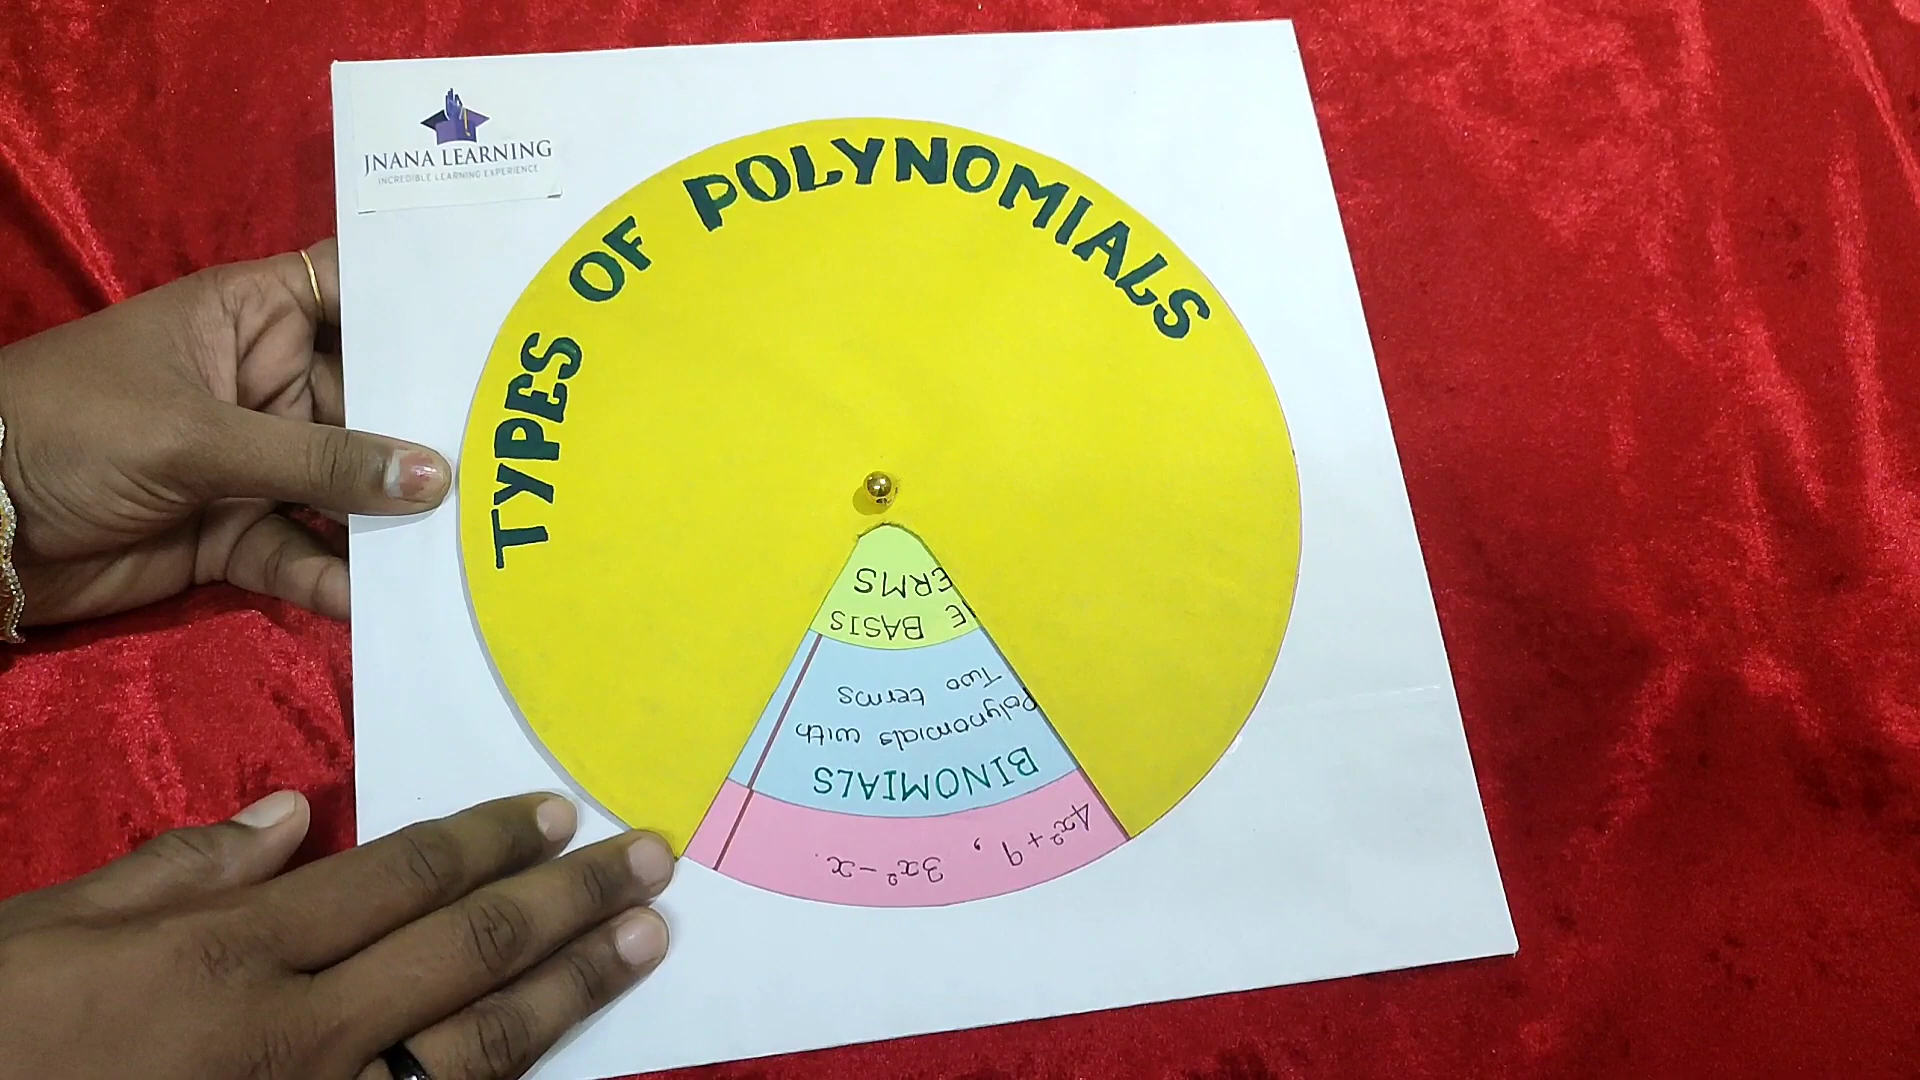 JNANA LEARNING
INCREDIBLE LEARNING EXPERIENCE
TYPES OF POLYNOMIALS
4x²+9, 3x²-x.
BINOMIALS
Polynomials with
Two terms
E BASIS
ERMS